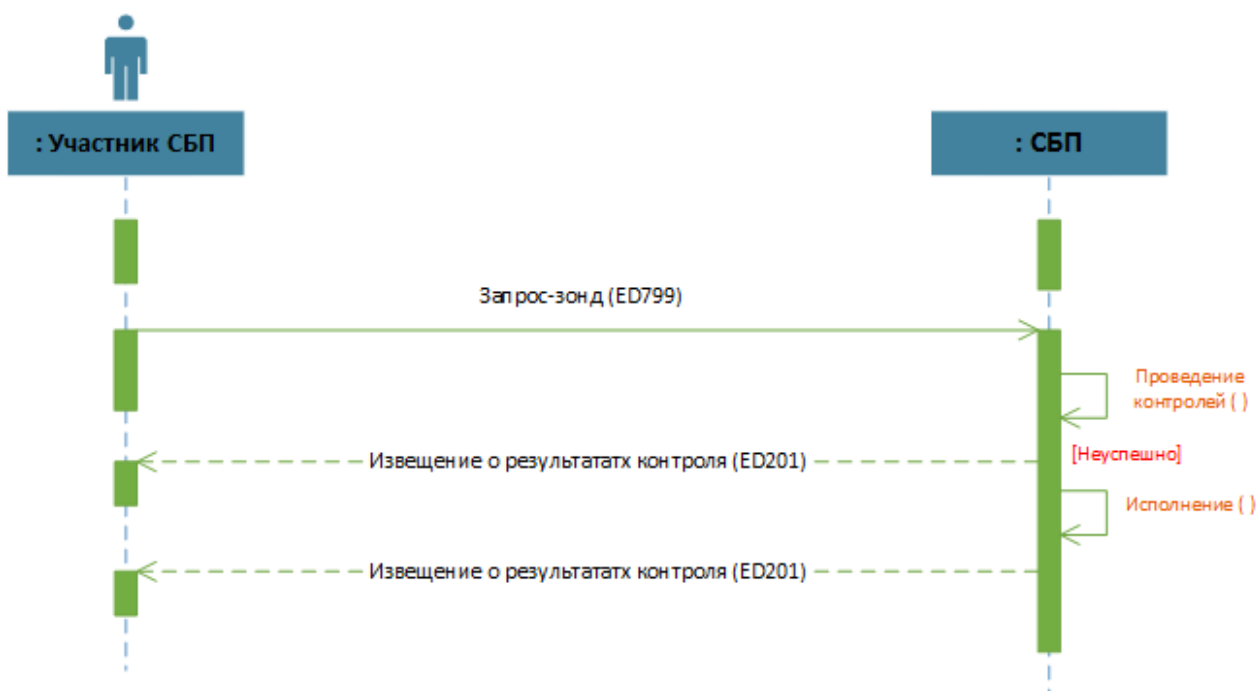 : Участник СБП
: СБП
Запрос-зонд (ED799)
Проведение
контролей ( )
Извещение о результататх контроля (ED201)
[Неуспешно]
Исполнение ( )
Извещение о результататх контроля (ED201)